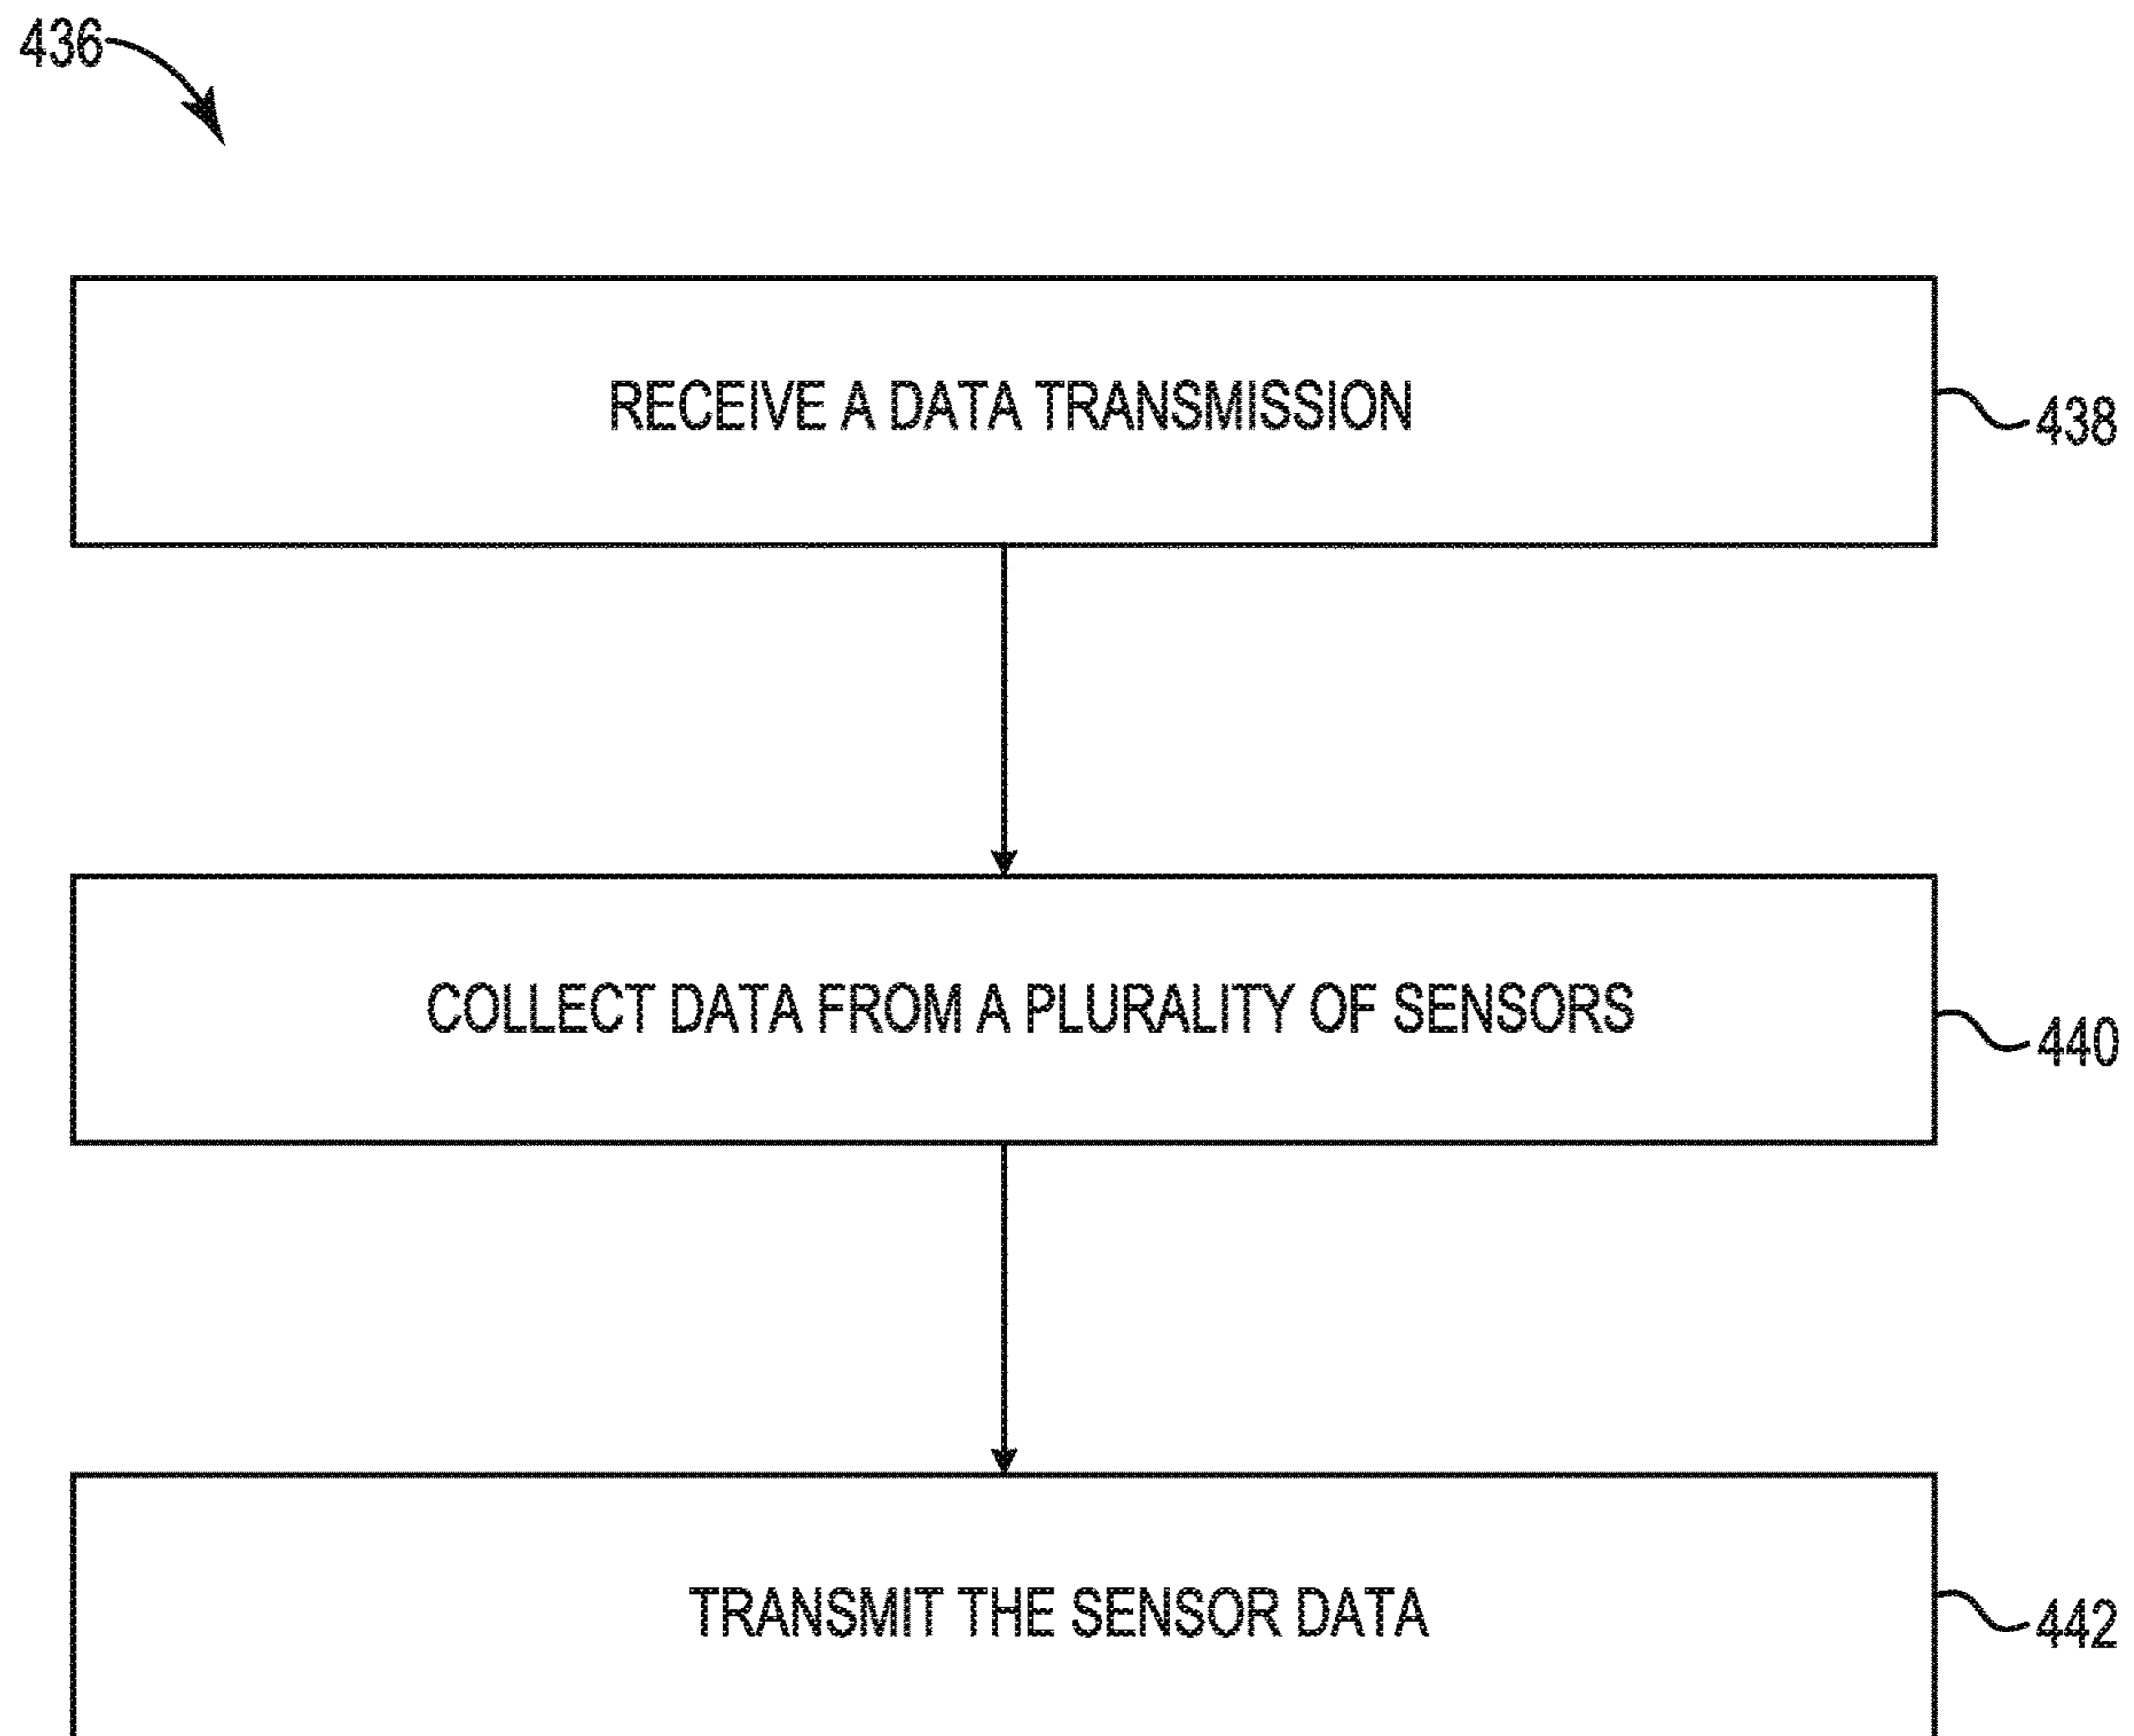 436
RECEIVE A DATA TRANSMISSION
438
COLLECT DATA FROM A PLURALITY OF SENSORS
440
TRANSMIT THE SENSOR DATA
442